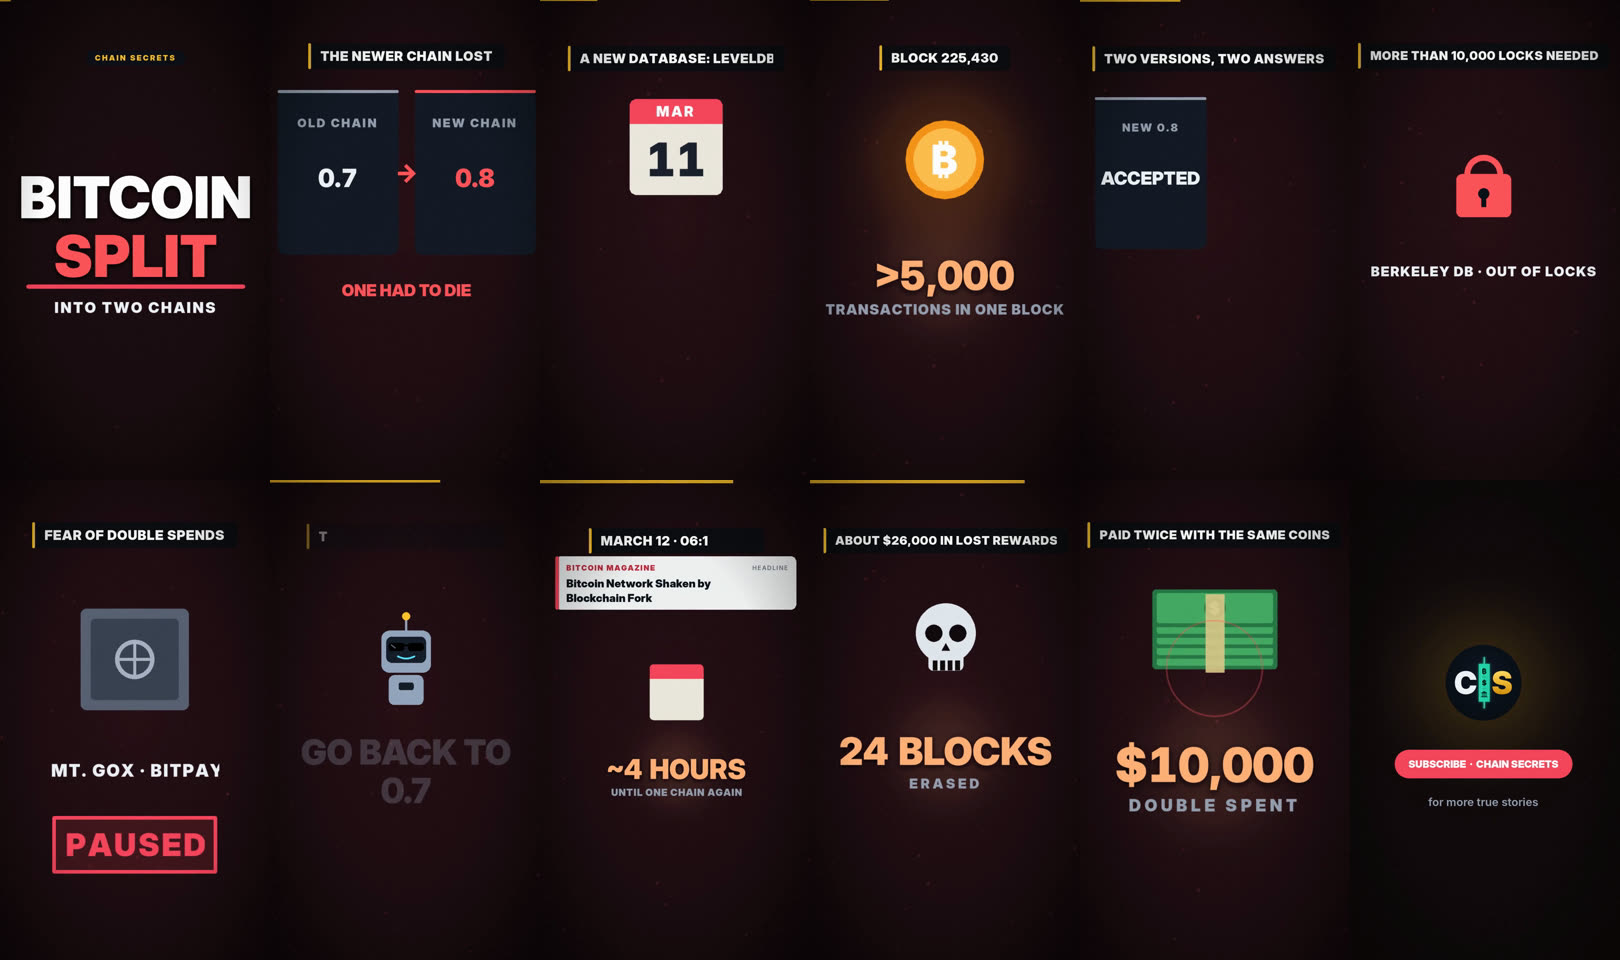 CHAIN SECRETS
BITCOIN
SPLIT
INTO TWO CHAINS
THE NEWER CHAIN LOST
OLD CHAIN
0.7
NEW CHAIN
0.8
ONE HAD TO DIE
A NEW DATABASE: LEVELDB
MAR
11
BLOCK 225,430
>5,000
TRANSACTIONS IN ONE BLOCK
TWO VERSIONS, TWO ANSWERS
NEW 0.8
ACCEPTED
MORE THAN 10,000 LOCKS NEEDED
BERKELEY DB · OUT OF LOCKS
FEAR OF DOUBLE SPENDS
MT. GOX · BITPAY
PAUSED
T
GO BACK TO
0.7
MARCH 12 · 06:1
BITCOIN MAGAZINE
HEADLINE
Bitcoin Network Shaken by
Blockchain Fork
~4 HOURS
UNTIL ONE CHAIN AGAIN
ABOUT $26,000 IN LOST REWARDS
24 BLOCKS
ERASED
PAID TWICE WITH THE SAME COINS
$10,000
DOUBLE SPENT
CS
SUBSCRIBE · CHAIN SECRETS
for more true stories